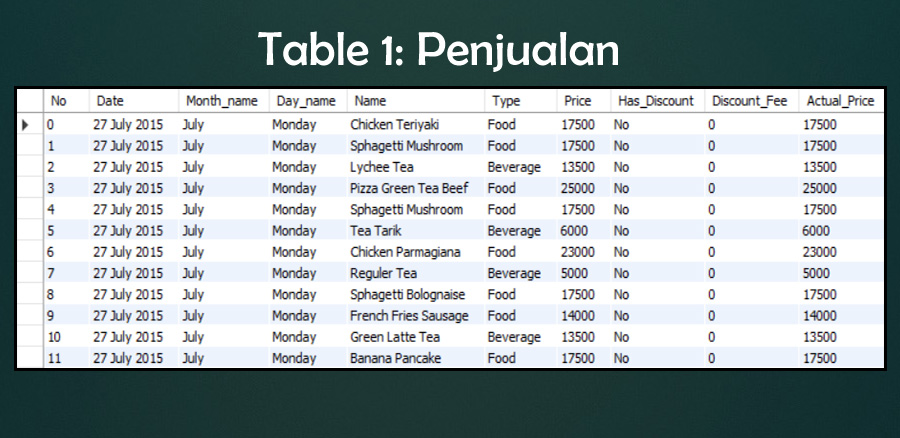 Table 1: Penjualan
No Date Month_name Day_name Name Type Price Has_Discount Discount_Fee Actual_Price
0 27 July 2015 July Monday Chicken Teriyaki Food 17500 No 0 17500
1 27 July 2015 July Monday Sphagetti Mushroom Food 17500 No 0 17500
2 27 July 2015 July Monday Lychee Tea Beverage 13500 No 0 13500
3 27 July 2015 July Monday Pizza Green Tea Beef Food 25000 No 0 25000
4 27 July 2015 July Monday Sphagetti Mushroom Food 17500 No 0 17500
5 27 July 2015 July Monday Tea Tarik Beverage 6000 No 0 6000
6 27 July 2015 July Monday Chicken Parmagiana Food 23000 No 0 23000
7 27 July 2015 July Monday Reguler Tea Beverage 5000 No 0 5000
8 27 July 2015 July Monday Sphagetti Bolognaise Food 17500 No 0 17500
9 27 July 2015 July Monday French Fries Sausage Food 14000 No 0 14000
10 27 July 2015 July Monday Green Latte Tea Beverage 13500 No 0 13500
11 27 July 2015 July Monday Banana Pancake Food 17500 No 0 17500